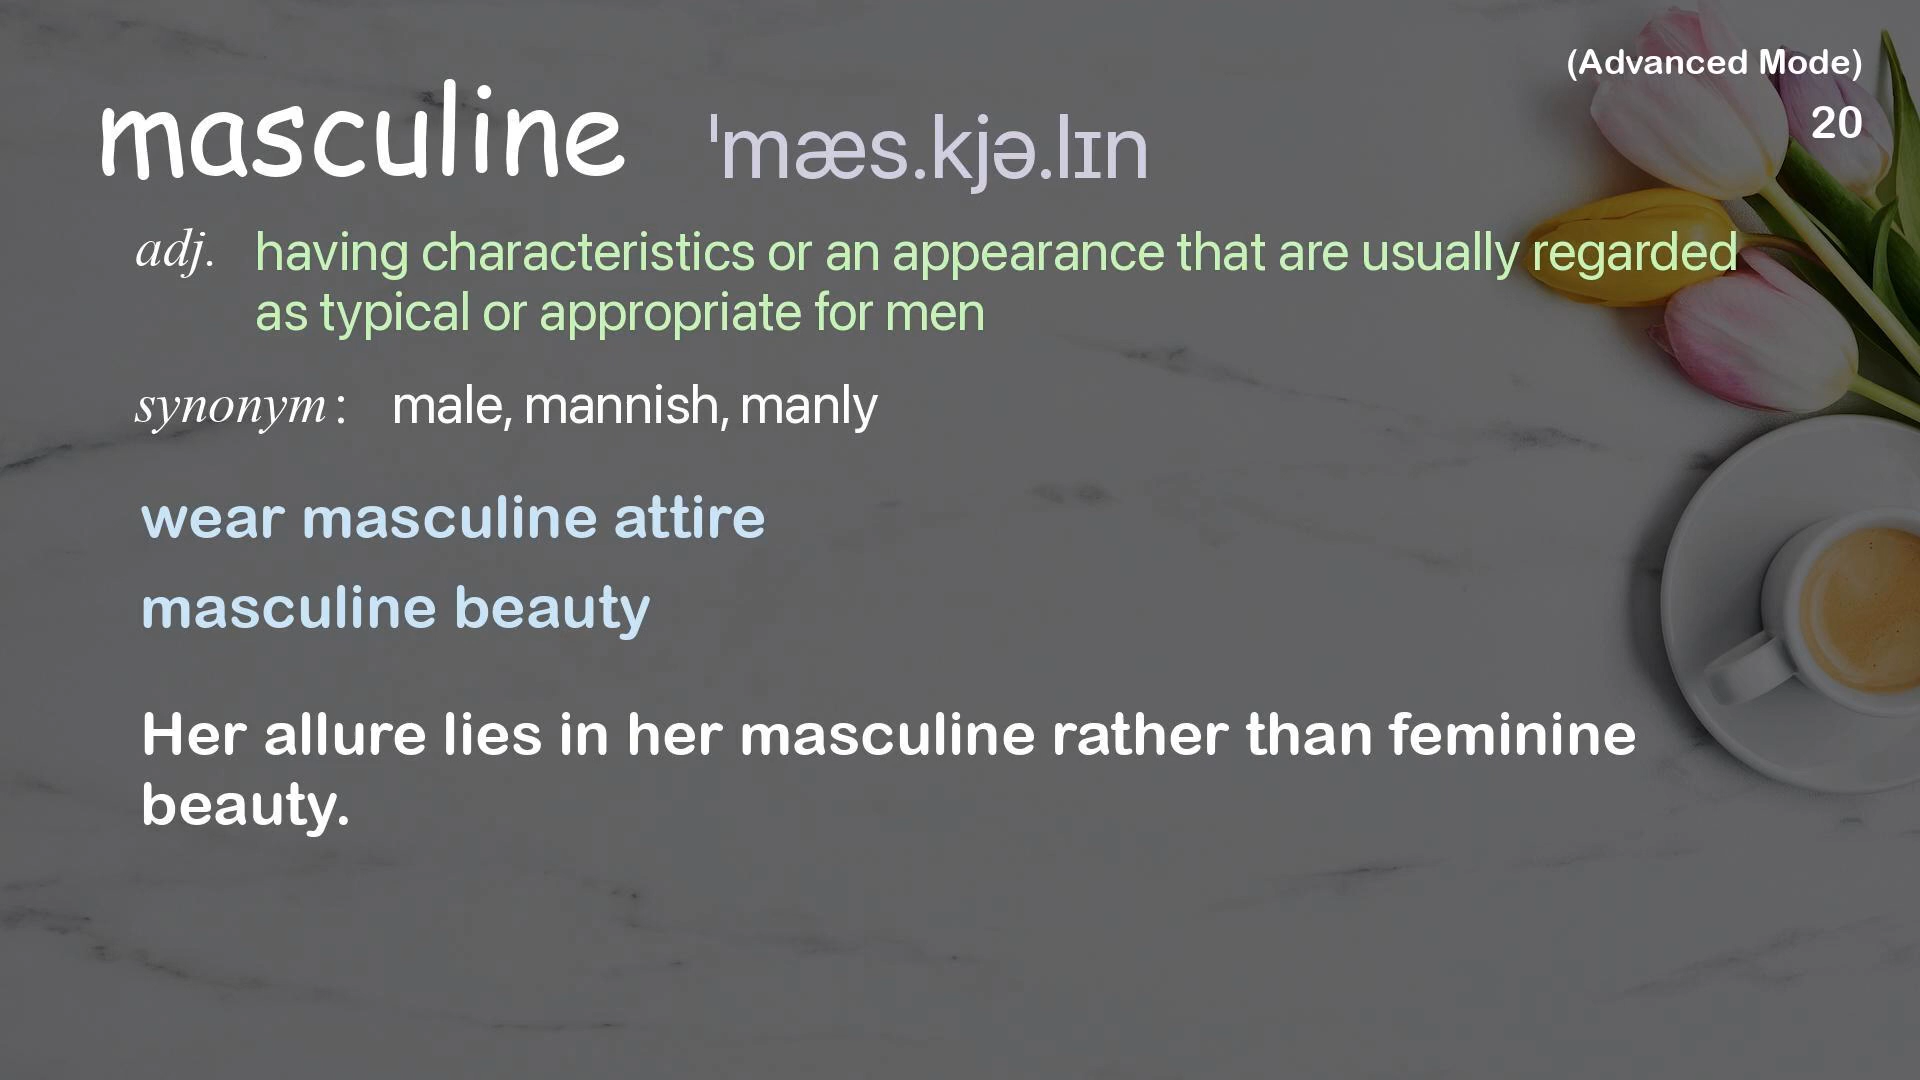 (Advanced Mode)
20
masculine ˈmæs.kjə.lɪn
adj. having characteristics or an appearance that are usually regarded
as typical or appropriate for men
synonym: male, mannish, manly
wear masculine attire
masculine beauty
Her allure lies in her masculine rather than feminine
beauty.